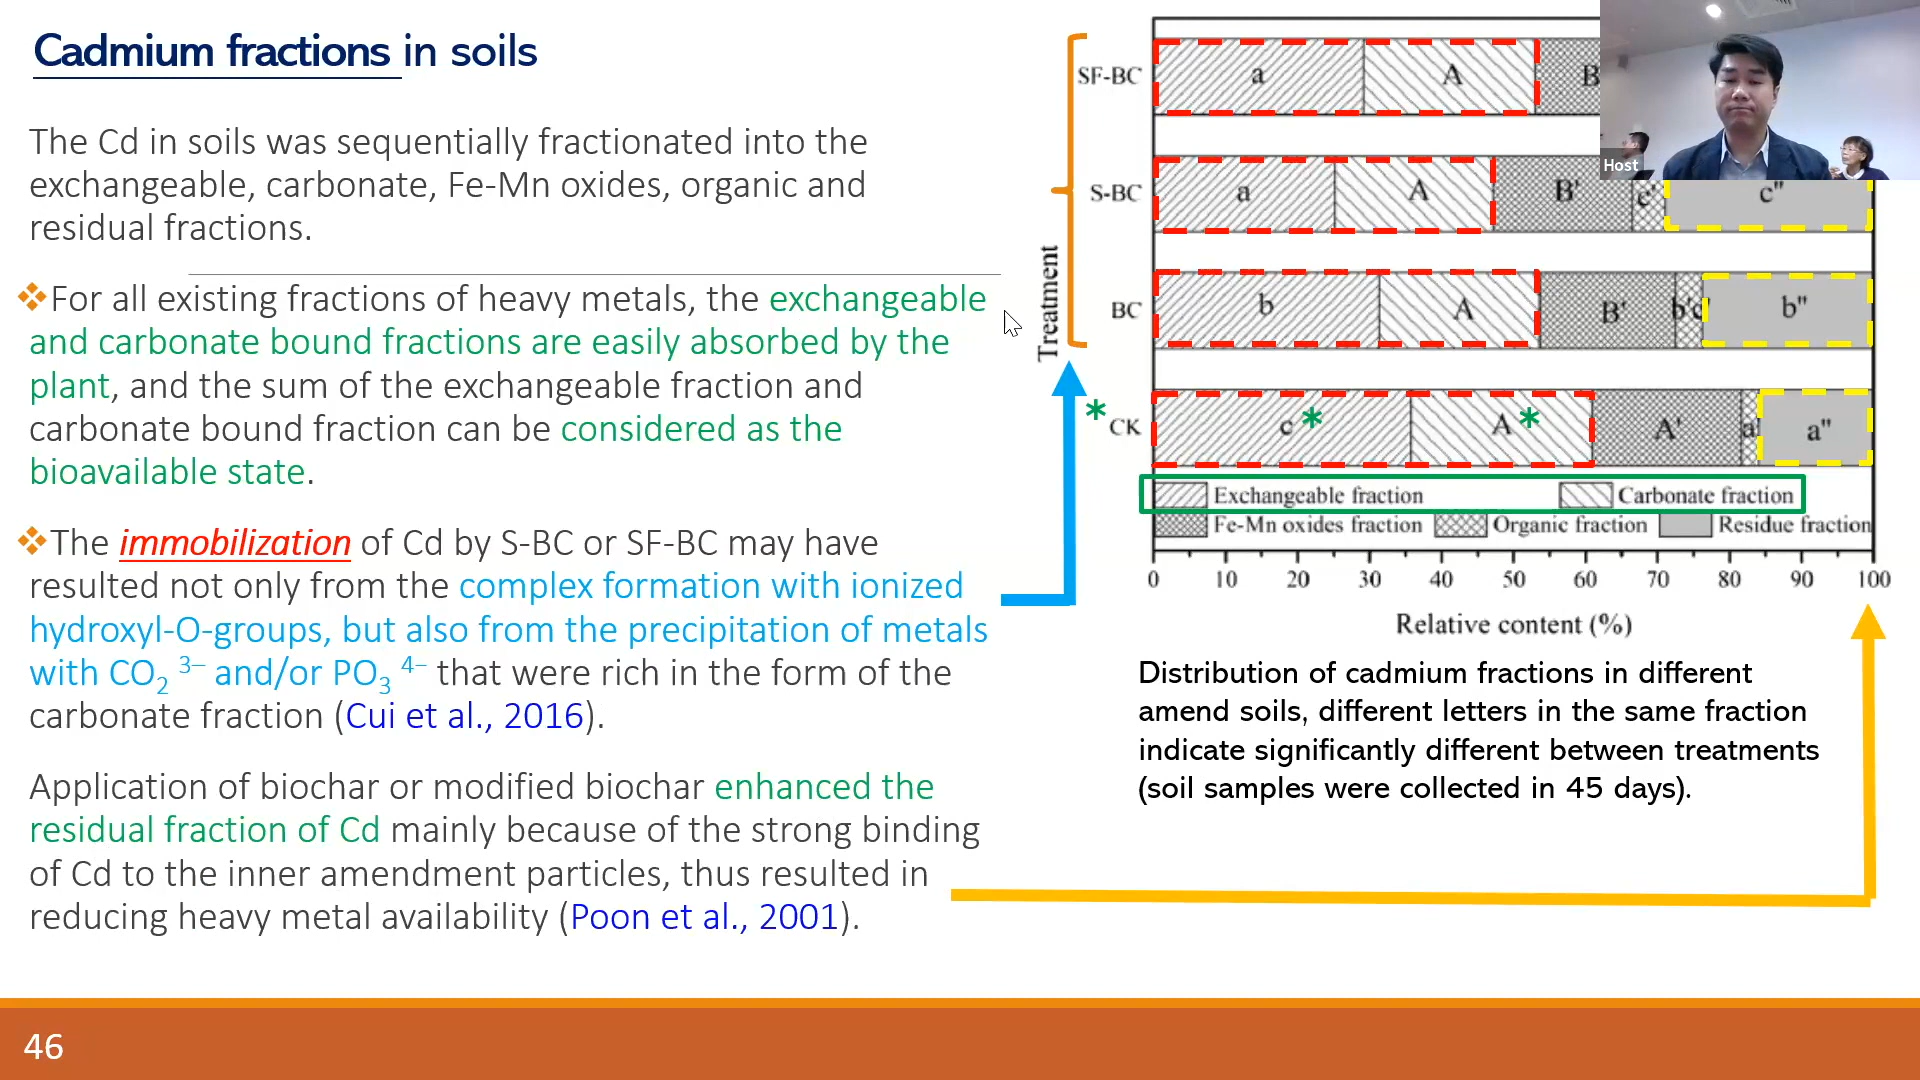 Cadmium fractions in soils
The Cd in soils was sequentially fractionated into the
exchangeable, carbonate, Fe-Mn oxides, organic and
residual fractions.
❖For all existing fractions of heavy metals, the exchangeable
and carbonate bound fractions are easily absorbed by the
plant, and the sum of the exchangeable fraction and
carbonate bound fraction can be considered as the
bioavailable state.
❖The immobilization of Cd by S-BC or SF-BC may have
resulted not only from the complex formation with ionized
hydroxyl-O-groups, but also from the precipitation of metals
with CO2 3− and/or PO3 4− that were rich in the form of the
carbonate fraction (Cui et al., 2016).
Application of biochar or modified biochar enhanced the
residual fraction of Cd mainly because of the strong binding
of Cd to the inner amendment particles, thus resulted in
reducing heavy metal availability (Poon et al., 2001).
46
Treatment
SF-BC a A B
Host
S-BC a A B' c' c"
BC b A B' b'c' b"
*CK c* A* A' a' a"
Exchangeable fraction Carbonate fraction
Fe-Mn oxides fraction Organic fraction Residue fraction
0 10 20 30 40 50 60 70 80 90 100
Relative content (%)
Distribution of cadmium fractions in different
amend soils, different letters in the same fraction
indicate significantly different between treatments
(soil samples were collected in 45 days).